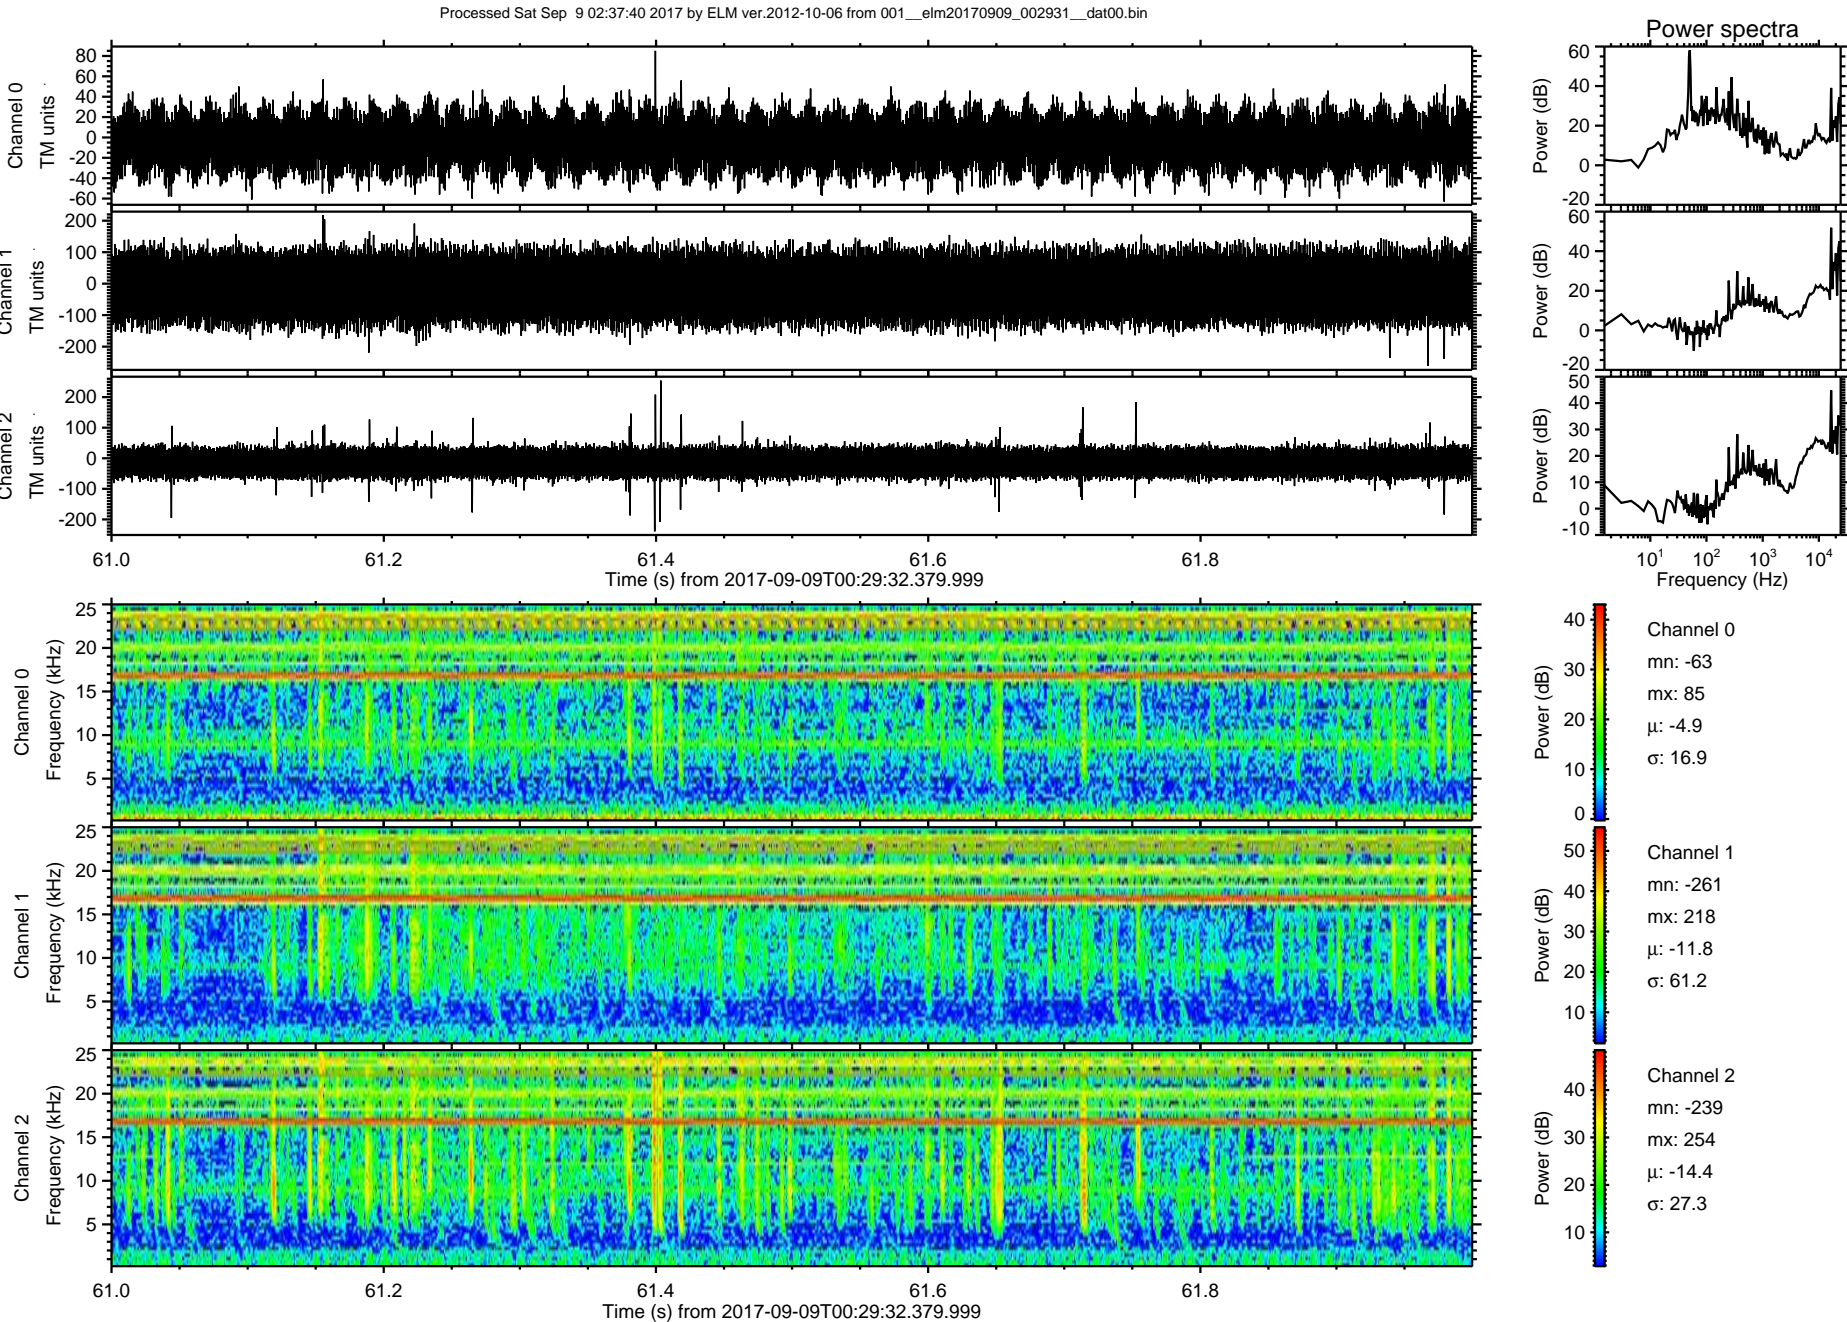 Processed Sat Sep 9 02:37:40 2017 by ELM ver.2012-10-06 from 001__elm20170909_002931__dat00.bin
Power spectra
Channel 0
TM units
80
60
40
20
0
-20
-40
-60
Power (dB)
60
40
20
0
-20
Channel 1
TM units
200
100
0
-100
-200
Power (dB)
60
40
20
0
-20
Channel 2
TM units
200
100
0
-100
-200
Power (dB)
50
40
30
20
10
0
-10
61.0 61.2 61.4 61.6 61.8
Time (s) from 2017-09-09T00:29:32.379.999
10^1 10^2 10^3 10^4
Frequency (Hz)
Channel 0
Frequency (kHz)
25
20
15
10
5
Power (dB)
40
30
20
10
0
Channel 0
mn: -63
mx: 85
μ: -4.9
σ: 16.9
Channel 1
Frequency (kHz)
25
20
15
10
5
Power (dB)
50
40
30
20
10
Channel 1
mn: -261
mx: 218
μ: -11.8
σ: 61.2
Channel 2
Frequency (kHz)
25
20
15
10
5
Power (dB)
40
30
20
10
Channel 2
mn: -239
mx: 254
μ: -14.4
σ: 27.3
61.0 61.2 61.4 61.6 61.8
Time (s) from 2017-09-09T00:29:32.379.999